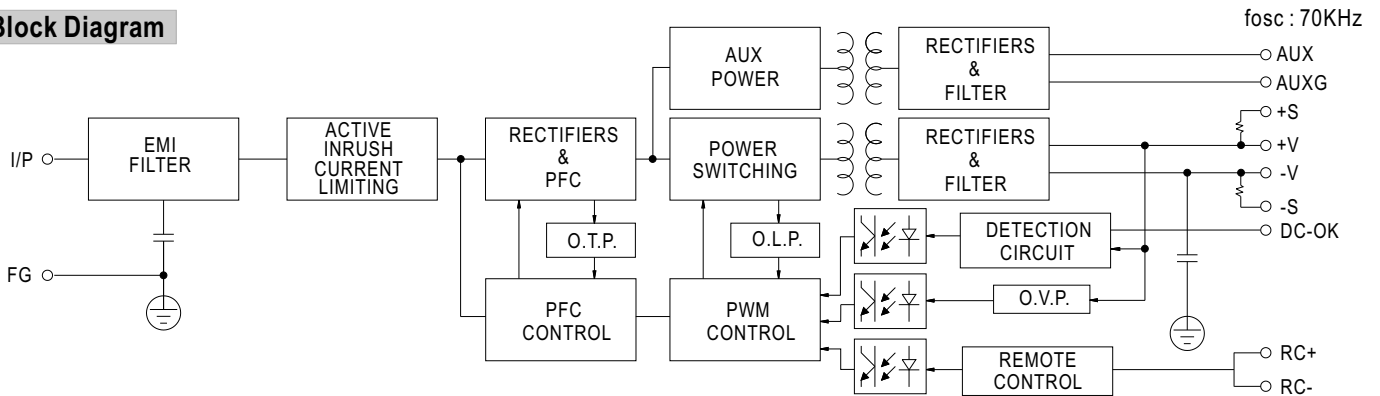 Block Diagram
fosc : 70KHz
AUX
POWER
RECTIFIERS
&
FILTER
AUX
AUXG
I/P
EMI
FILTER
ACTIVE
INRUSH
CURRENT
LIMITING
RECTIFIERS
&
PFC
POWER
SWITCHING
RECTIFIERS
&
FILTER
+S
+V
-V
-S
O.T.P.
O.L.P.
DETECTION
CIRCUIT
DC-OK
FG
PFC
CONTROL
PWM
CONTROL
O.V.P.
REMOTE
CONTROL
RC+
RC-